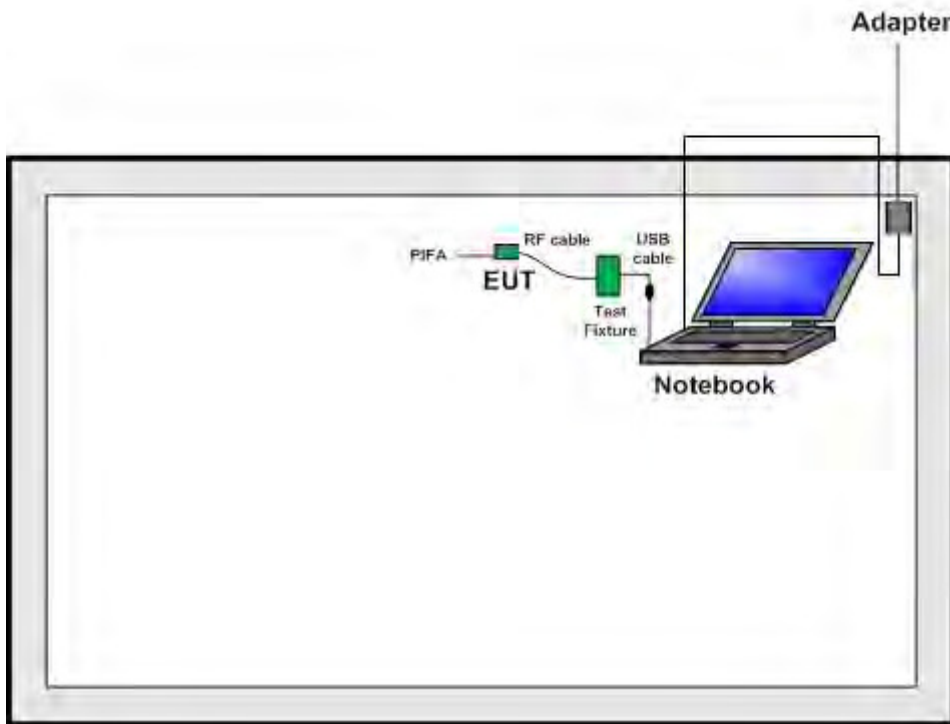 Adapter
PIFA
RF cable
EUT
USB
cable
Test
Fixture
Notebook